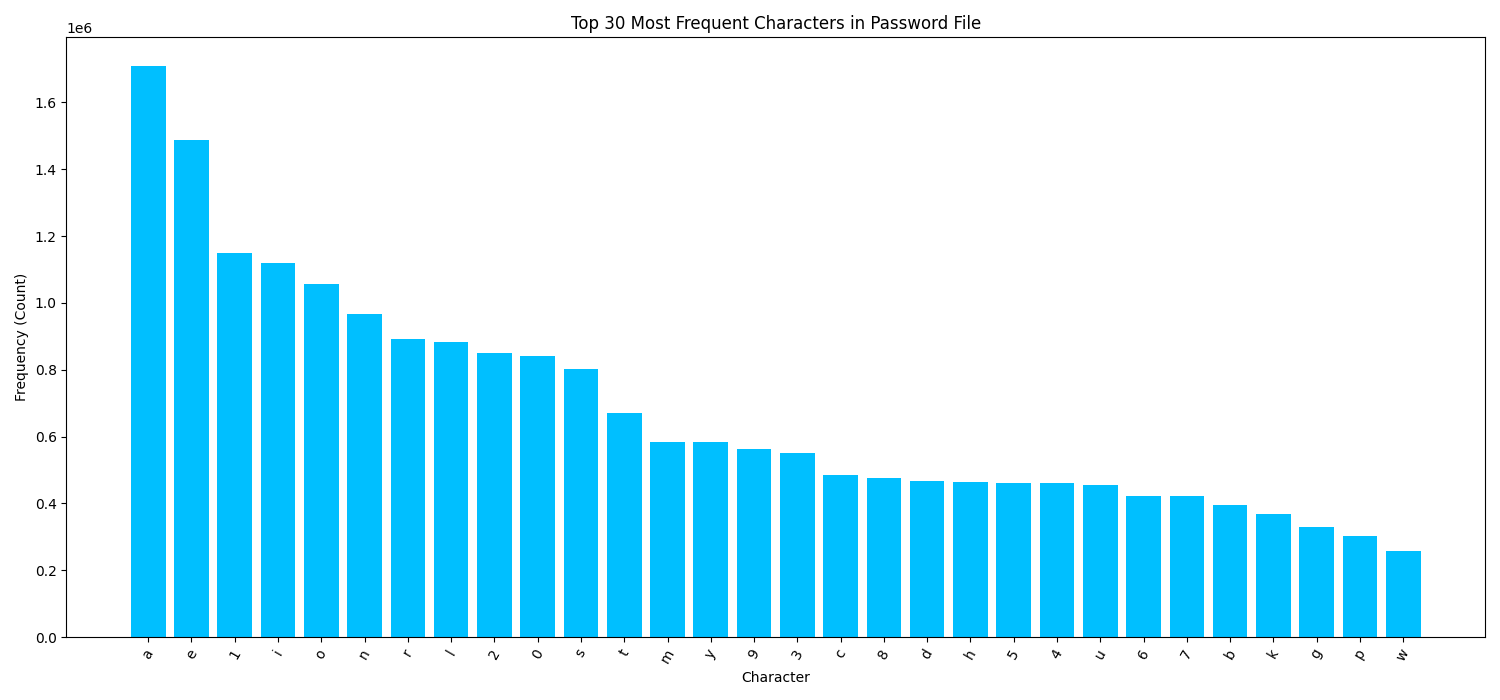 Top 30 Most Frequent Characters in Password File
1e6
1.6
1.4
1.2
1.0
0.8
0.6
0.4
0.2
0.0
Frequency (Count)
a e 1 i o n r l 2 0 s t m y 9 3 c 8 d h 5 4 u 6 7 b k g p w
Character